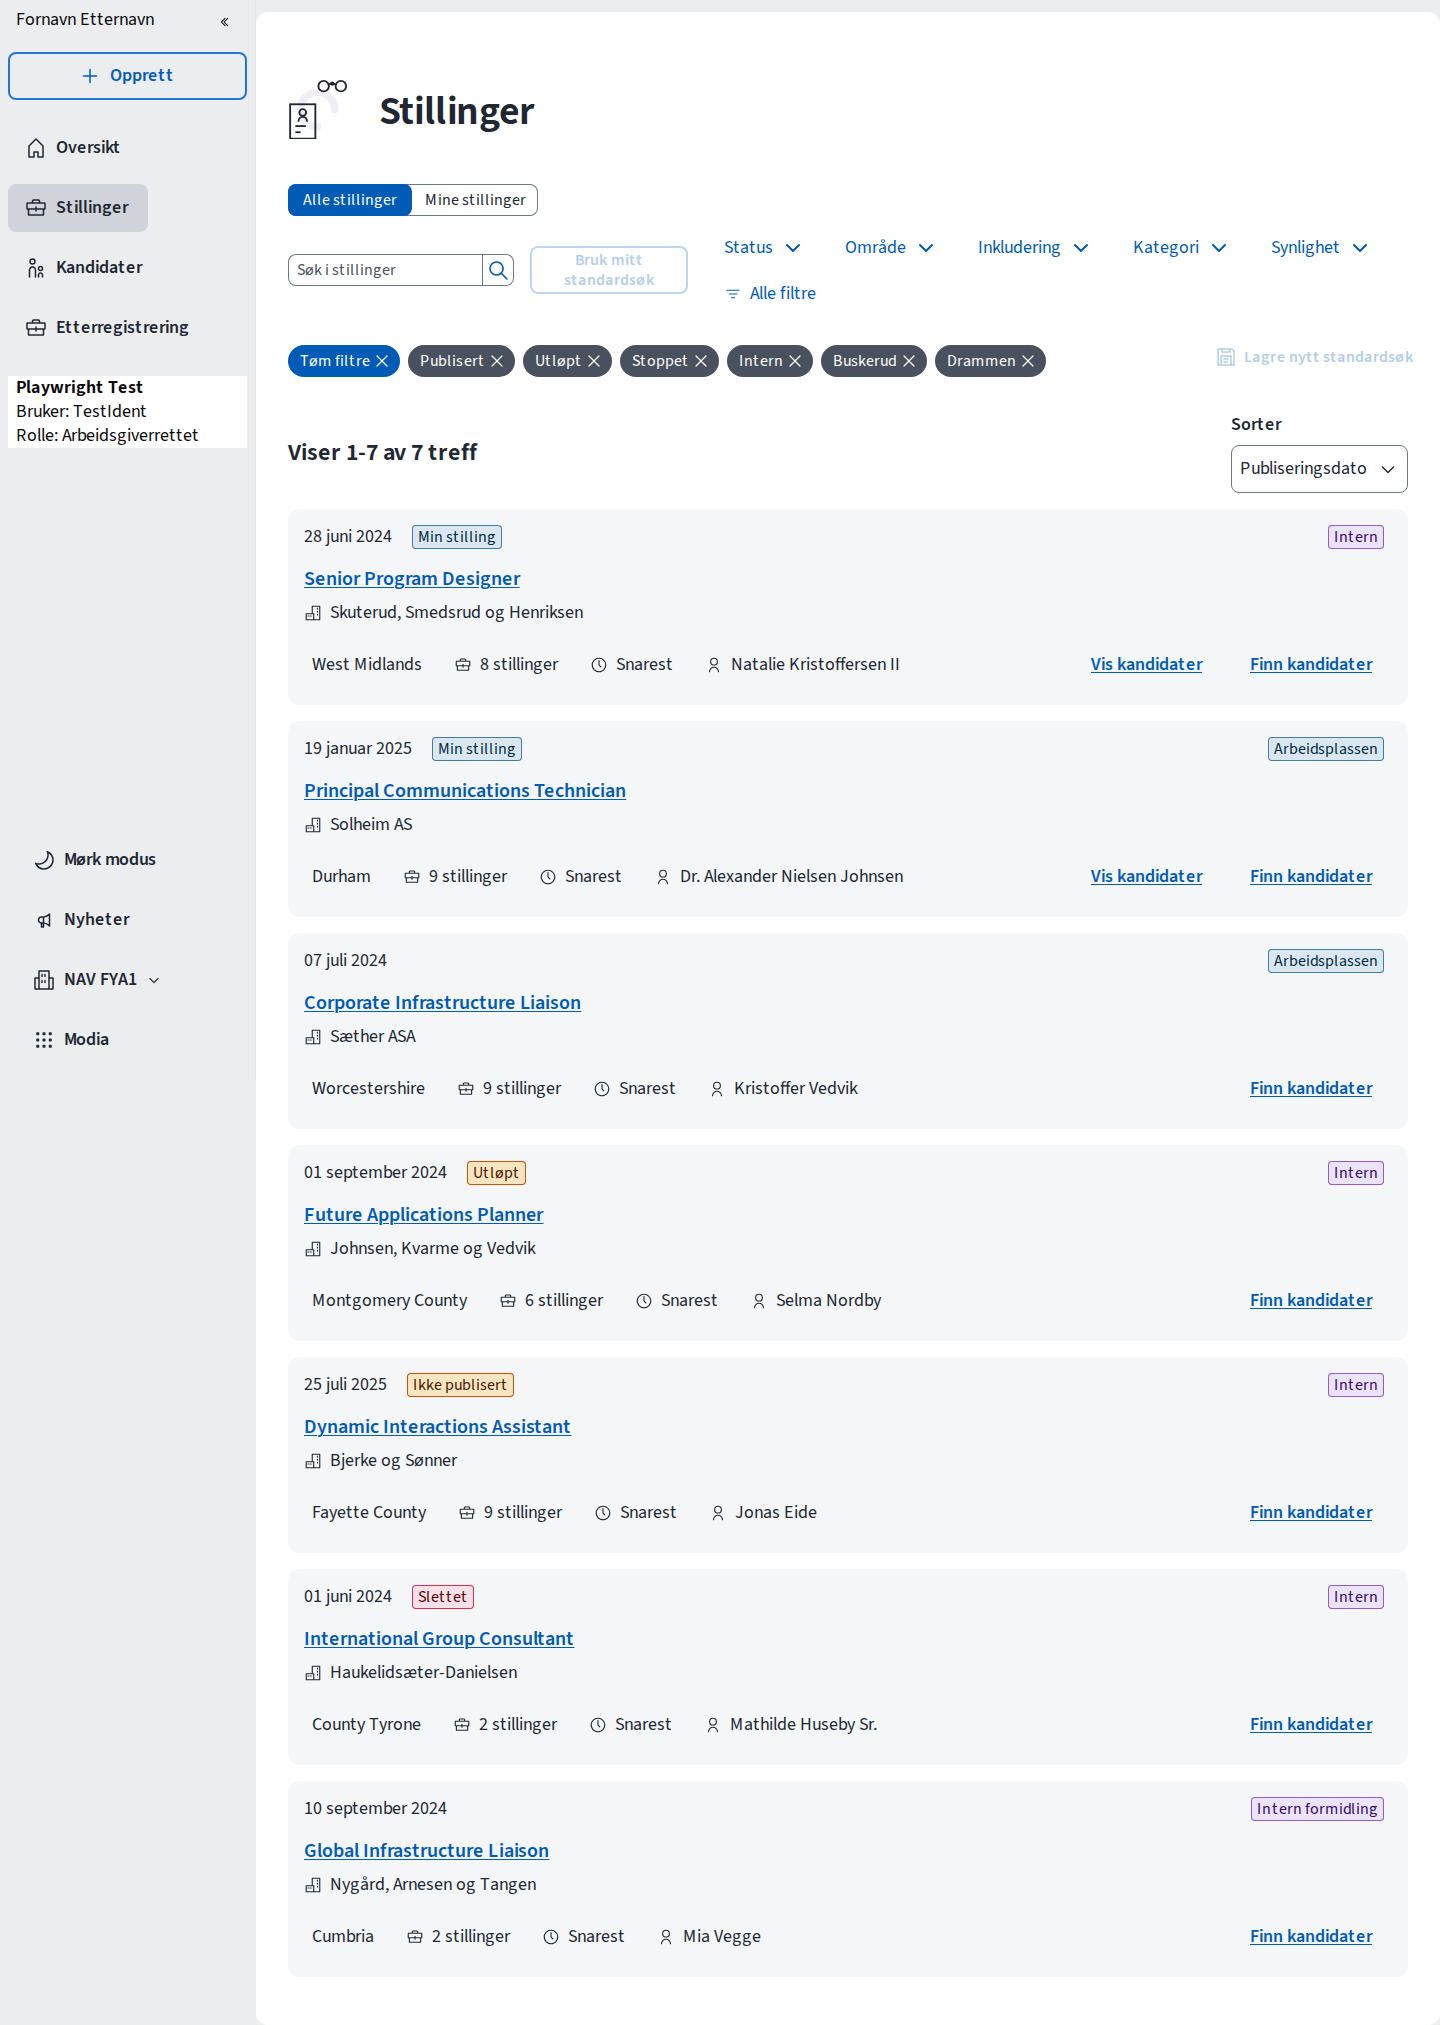 Fornavn Etternavn
Opprett
Oversikt
Stillinger
Kandidater
Etterregistrering
Playwright Test
Bruker: TestIdent
Rolle: Arbeidsgiverrettet
Mørk modus
Nyheter
NAV FYA1
Modia
Stillinger
Alle stillinger Mine stillinger
Søk i stillinger
Bruk mitt
standardsøk
Status Område Inkludering Kategori Synlighet
Alle filtre
Tøm filtre Publisert Utløpt Stoppet Intern Buskerud Drammen
Lagre nytt standardsøk
Viser 1-7 av 7 treff
Sorter
Publiseringsdato
28 juni 2024 Min stilling Intern
Senior Program Designer
Skuterud, Smedsrud og Henriksen
West Midlands 8 stillinger Snarest Natalie Kristoffersen II Vis kandidater Finn kandidater
19 januar 2025 Min stilling Arbeidsplassen
Principal Communications Technician
Solheim AS
Durham 9 stillinger Snarest Dr. Alexander Nielsen Johnsen Vis kandidater Finn kandidater
07 juli 2024 Arbeidsplassen
Corporate Infrastructure Liaison
Sæther ASA
Worcestershire 9 stillinger Snarest Kristoffer Vedvik Finn kandidater
01 september 2024 Utløpt Intern
Future Applications Planner
Johnsen, Kvarme og Vedvik
Montgomery County 6 stillinger Snarest Selma Nordby Finn kandidater
25 juli 2025 Ikke publisert Intern
Dynamic Interactions Assistant
Bjerke og Sønner
Fayette County 9 stillinger Snarest Jonas Eide Finn kandidater
01 juni 2024 Slettet Intern
International Group Consultant
Haukelidsæter-Danielsen
County Tyrone 2 stillinger Snarest Mathilde Huseby Sr. Finn kandidater
10 september 2024 Intern formidling
Global Infrastructure Liaison
Nygård, Arnesen og Tangen
Cumbria 2 stillinger Snarest Mia Vegge Finn kandidater